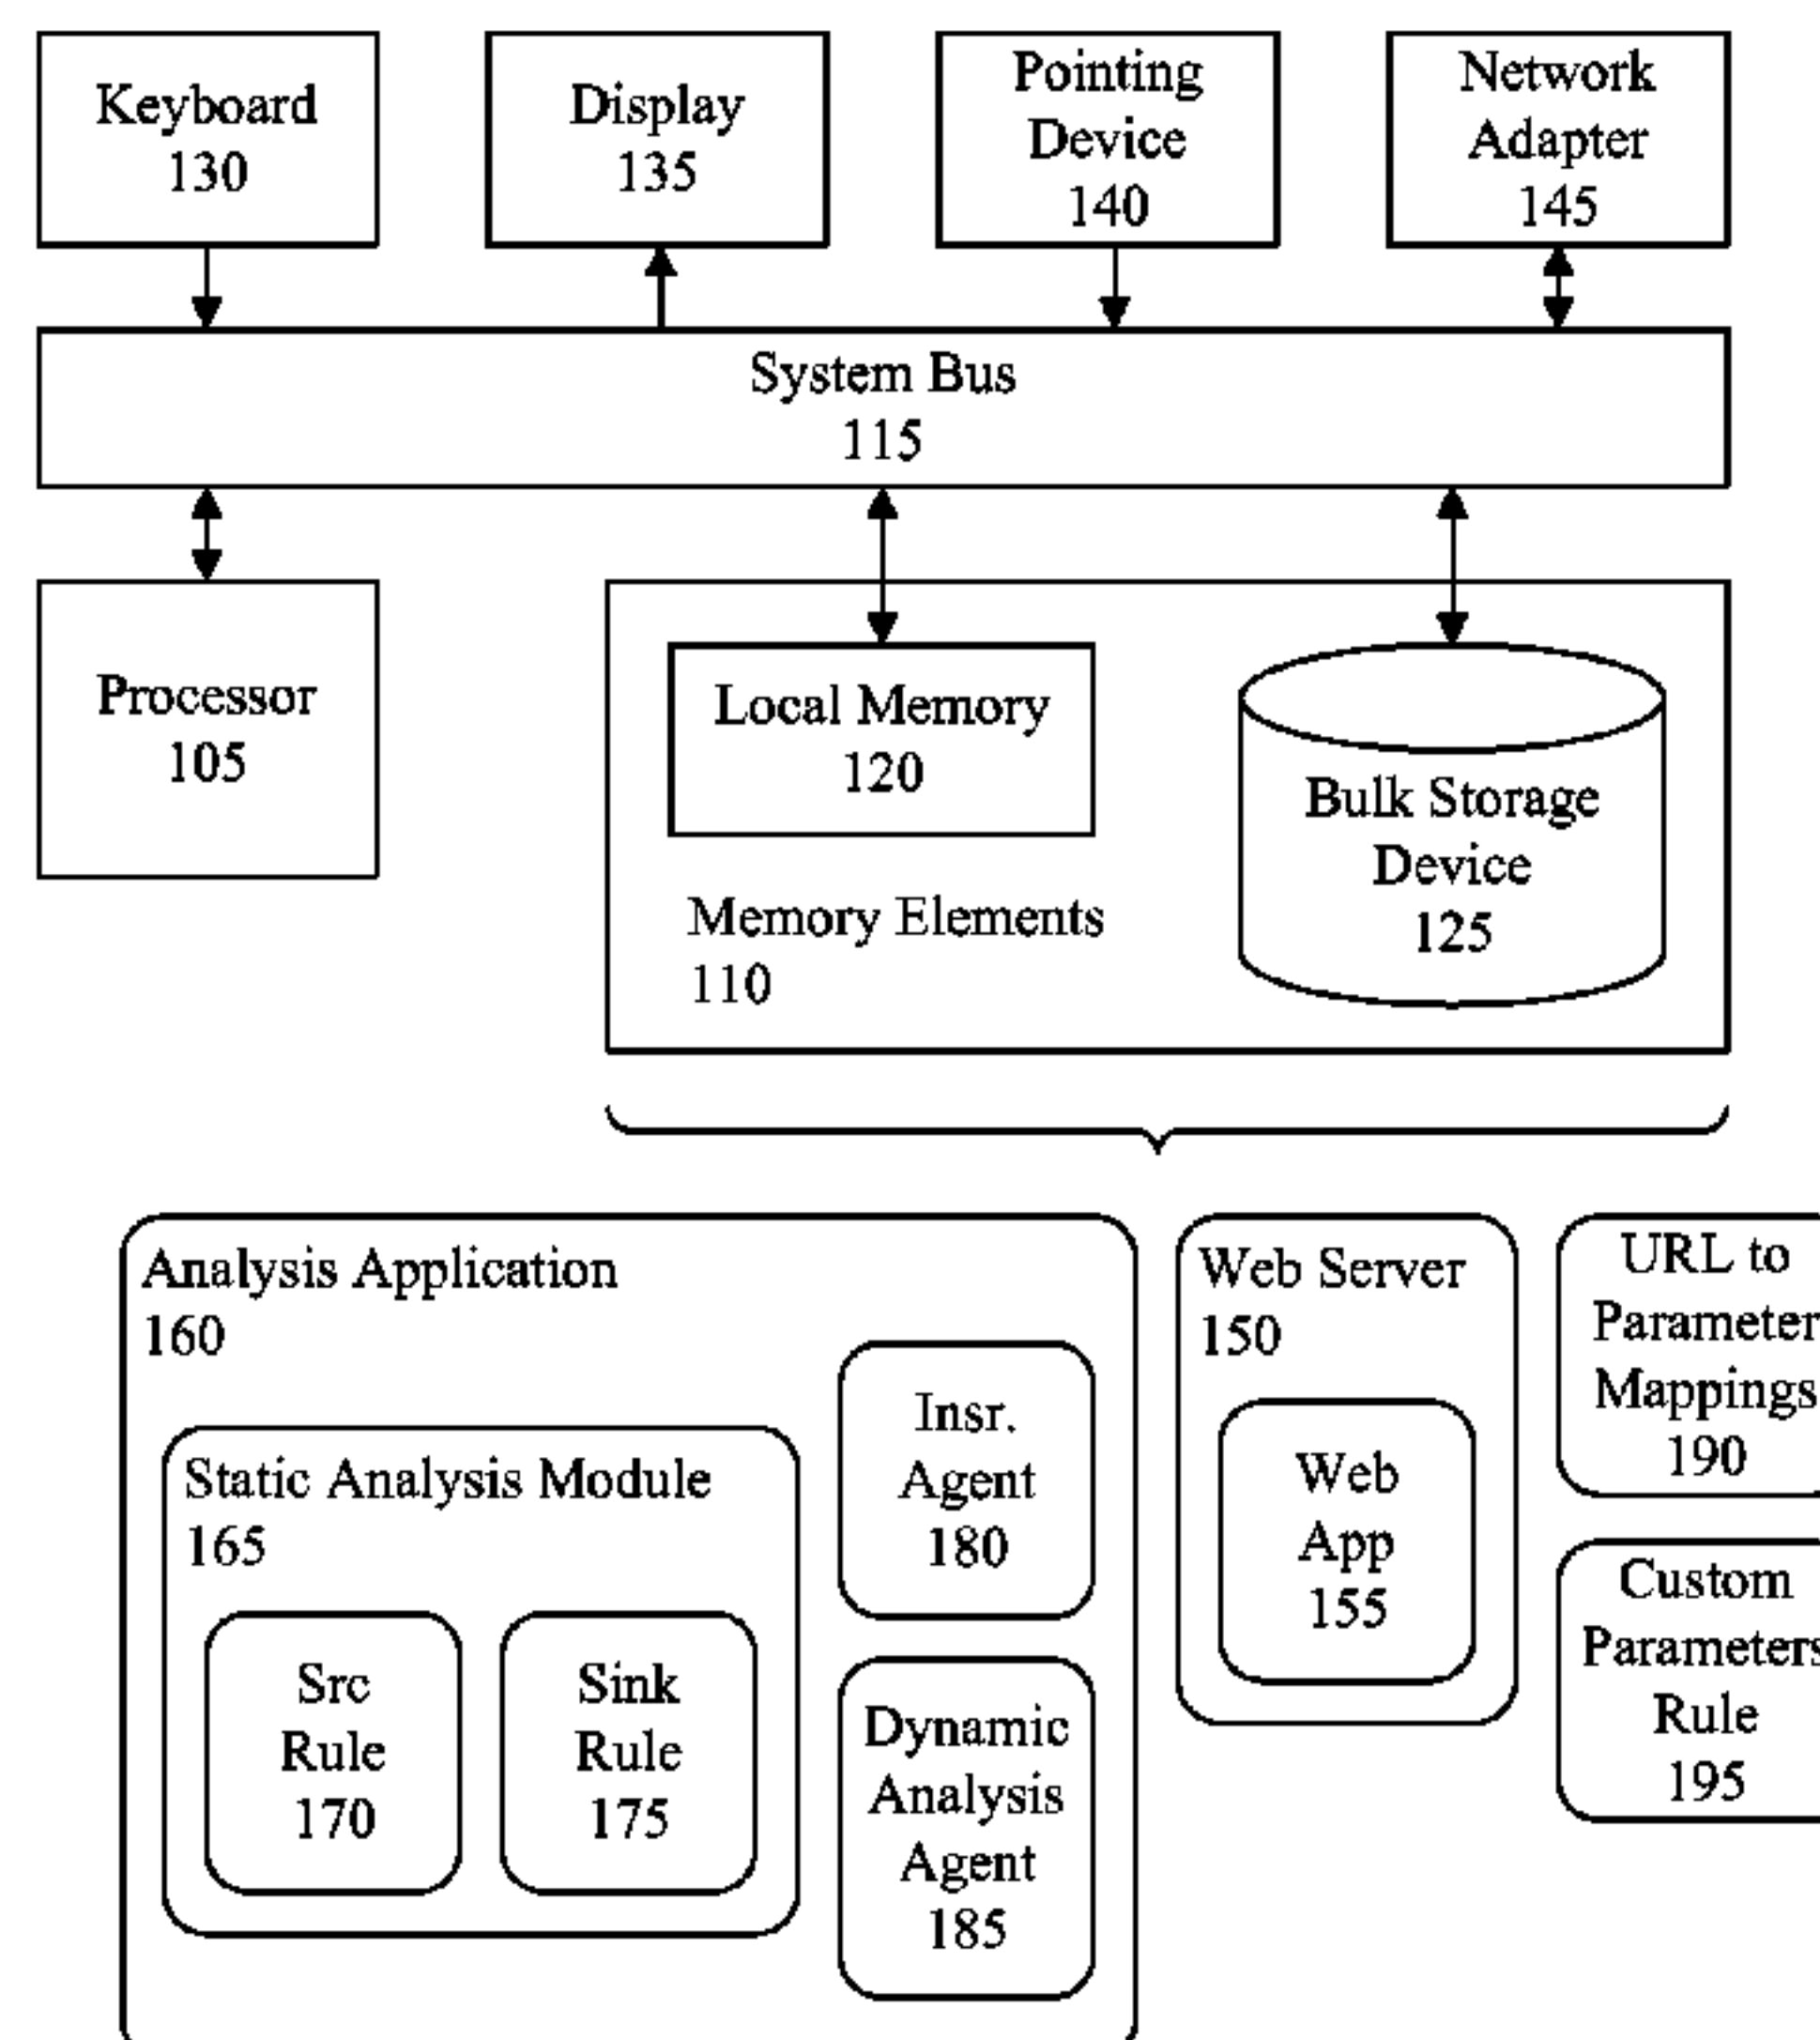 Keyboard
130
Display
135
Pointing
Device
140
Network
Adapter
145
System Bus
115
Processor
105
Local Memory
120
Bulk Storage
Device
125
Memory Elements
110
Analysis Application
160
Static Analysis Module
165
Src
Rule
170
Sink
Rule
175
Insr.
Agent
180
Dynamic
Analysis
Agent
185
Web Server
150
Web
App
155
URL to
Parameter
Mappings
190
Custom
Parameters
Rule
195